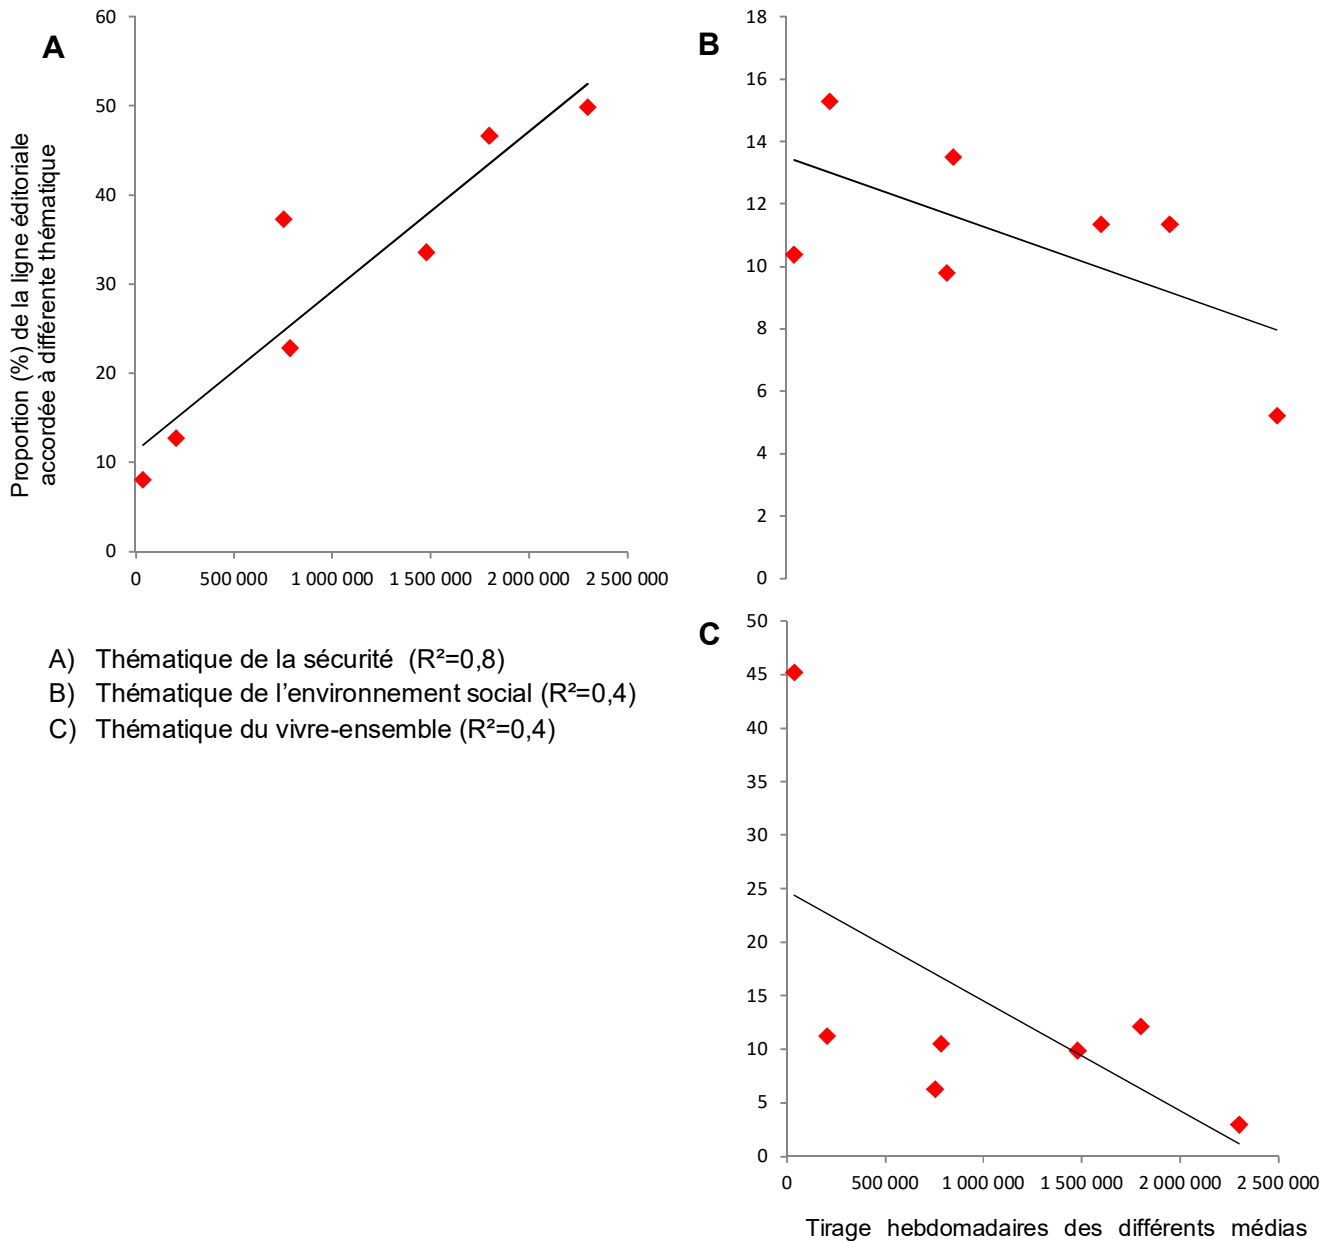 A
Proportion (%) de la ligne éditoriale
accordée à différente thématique
60
50
40
30
20
10
0
0 500 000 1 000 000 1 500 000 2 000 000 2 500 000
B
18
16
14
12
10
8
6
4
2
0
A) Thématique de la sécurité (R²=0,8)
B) Thématique de l'environnement social (R²=0,4)
C) Thématique du vivre-ensemble (R²=0,4)
C
50
45
40
35
30
25
20
15
10
5
0
0 500 000 1 000 000 1 500 000 2 000 000 2 500 000
Tirage hebdomadaires des différents médias